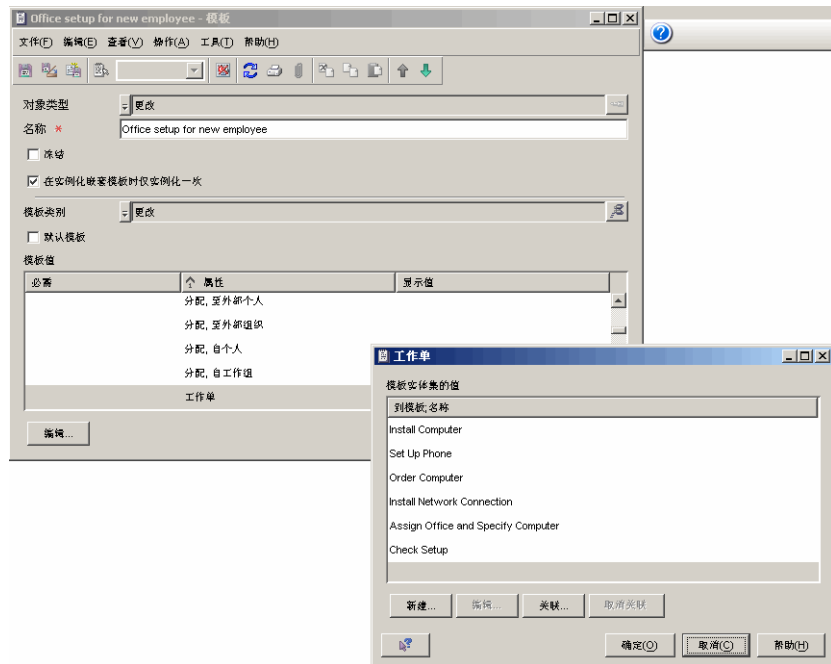 Office setup for new employee - 模板
文件(F) 编辑(E) 查看(V) 操作(A) 工具(T) 帮助(H)
对象类型 更改
名称 * Office setup for new employee
冻结
在实例化嵌套模板时仅实例化一次
模板类别 更改
默认模板
模板值
必需 属性 显示值
分配, 至外部个人
分配, 至外部组织
分配, 自个人
分配, 自工作组
工作单
编辑...
工作单
模板实体集的值
到模板;名称
Install Computer
Set Up Phone
Order Computer
Install Network Connection
Assign Office and Specify Computer
Check Setup
新建... 编辑... 关联... 取消关联
确定(O) 取消(C) 帮助(H)